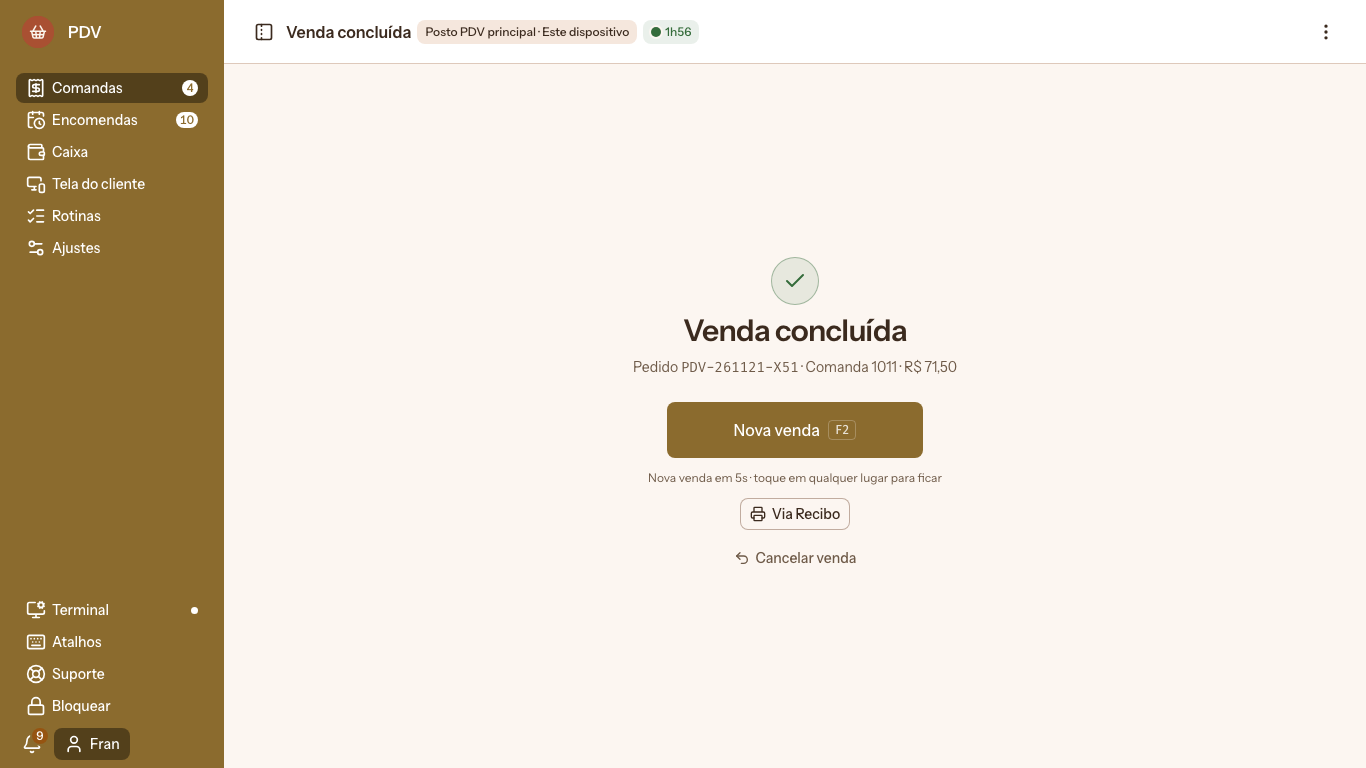 PDV
Venda concluída
Posto PDV principal · Este dispositivo
1h56
Comandas 4
Encomendas 10
Caixa
Tela do cliente
Rotinas
Ajustes
Venda concluída
Pedido PDV-261121-X51 · Comanda 1011 · R$ 71,50
Nova venda F2
Nova venda em 5s · toque em qualquer lugar para ficar
Via Recibo
Cancelar venda
Terminal
Atalhos
Suporte
Bloquear
9
Fran